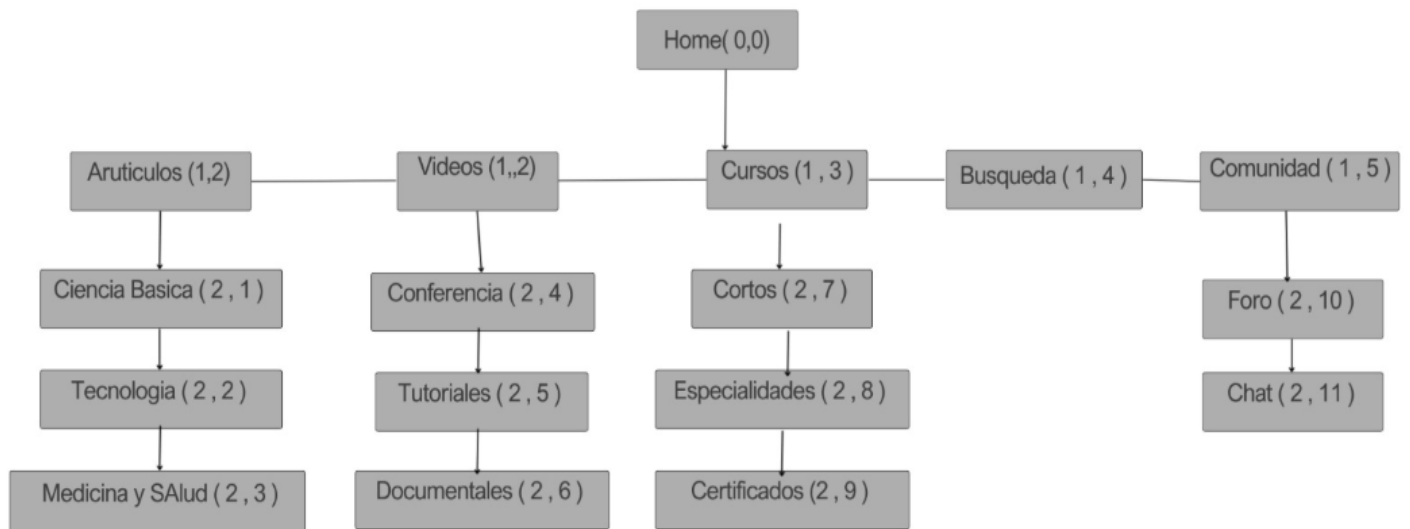 Home( 0,0)
Aruticulos (1,2)
Videos (1,,2)
Cursos (1 , 3 )
Busqueda ( 1 , 4 )
Comunidad ( 1 , 5 )
Ciencia Basica ( 2 , 1 )
Conferencia ( 2 , 4 )
Cortos ( 2 , 7 )
Foro ( 2 , 10 )
Tecnologia ( 2 , 2 )
Tutoriales ( 2 , 5 )
Especialidades ( 2 , 8 )
Chat ( 2 , 11 )
Medicina y SAlud ( 2 , 3 )
Documentales ( 2 , 6 )
Certificados (2 , 9 )